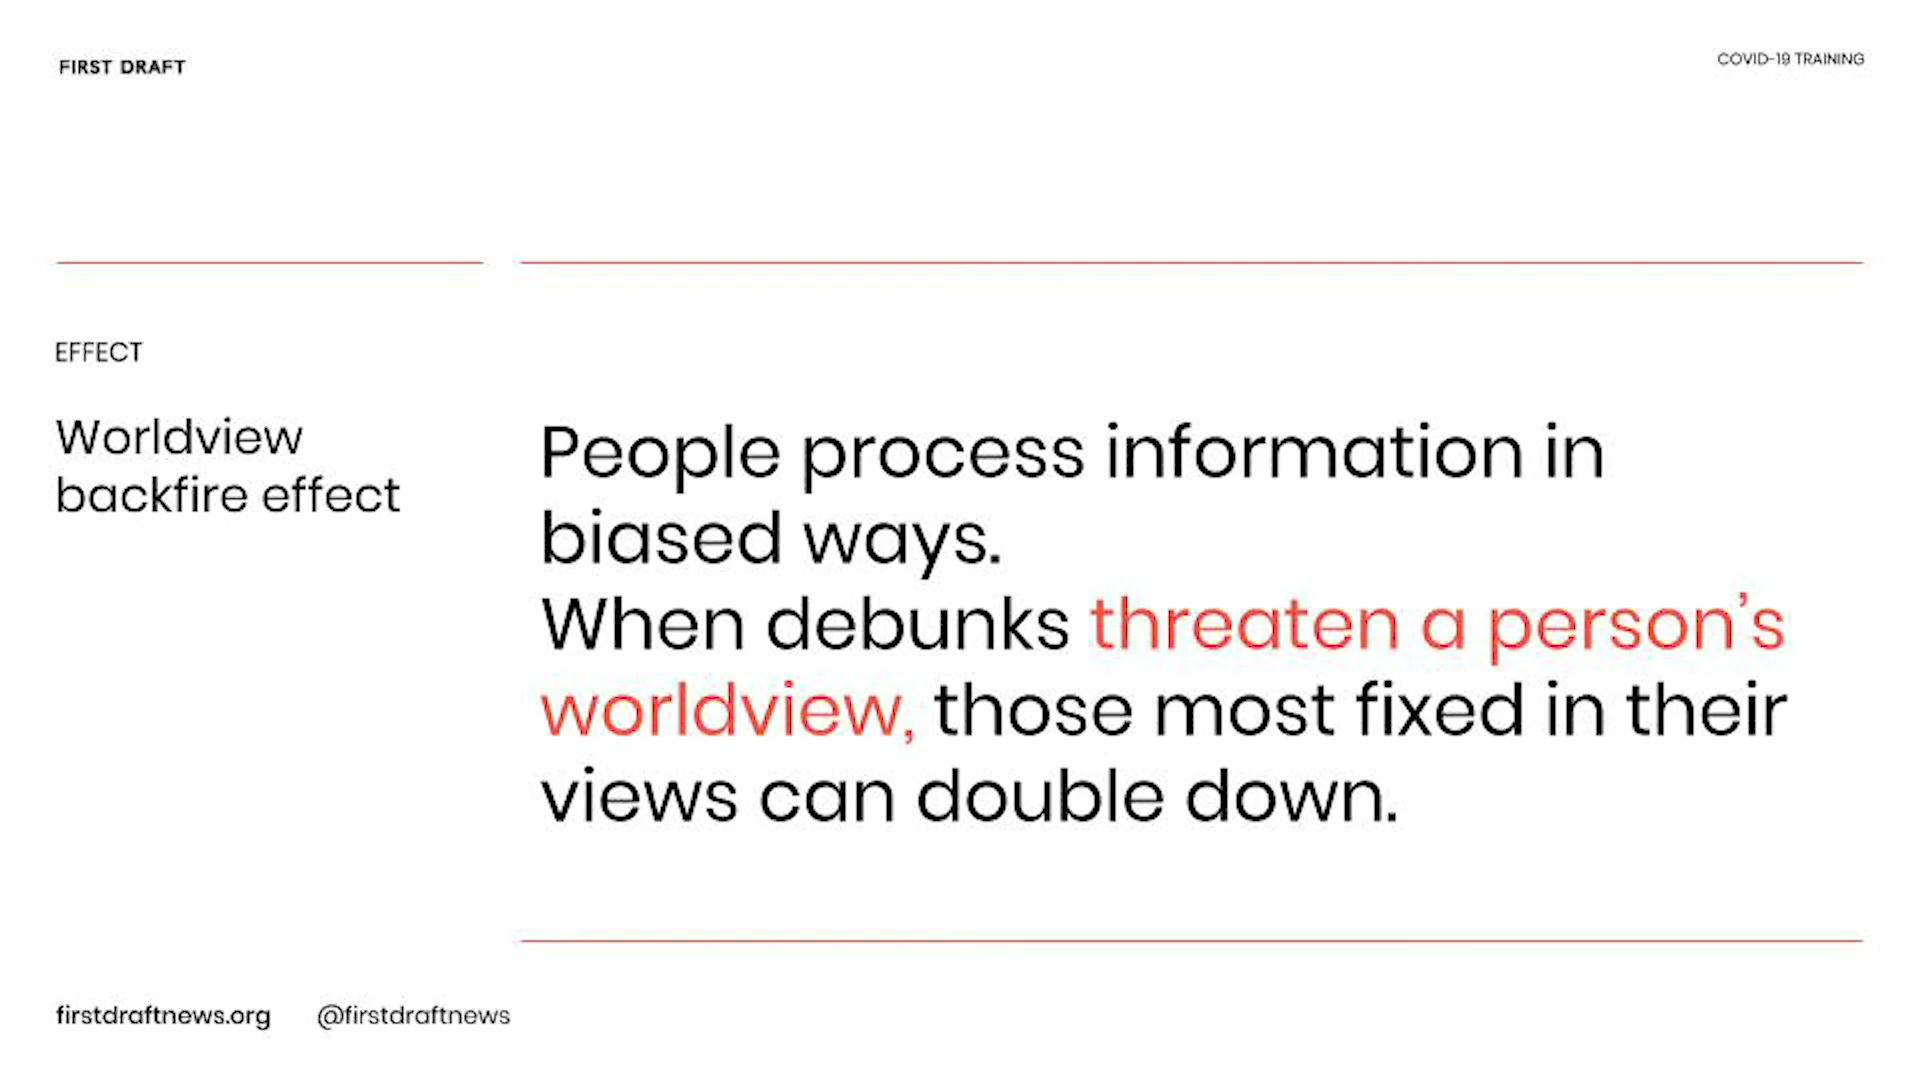 FIRST DRAFT
COVID-19 TRAINING
EFFECT
Worldview
backfire effect
People process information in
biased ways.
When debunks threaten a person’s
worldview, those most fixed in their
views can double down.
firstdraftnews.org
@firstdraftnews